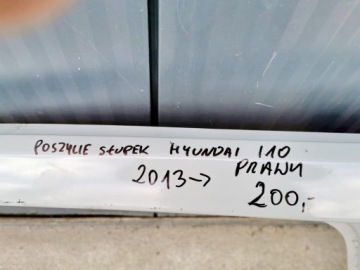 POSZYCIE SŁUPEK HYUNDAI I10
PRAWY
2013→
200,-